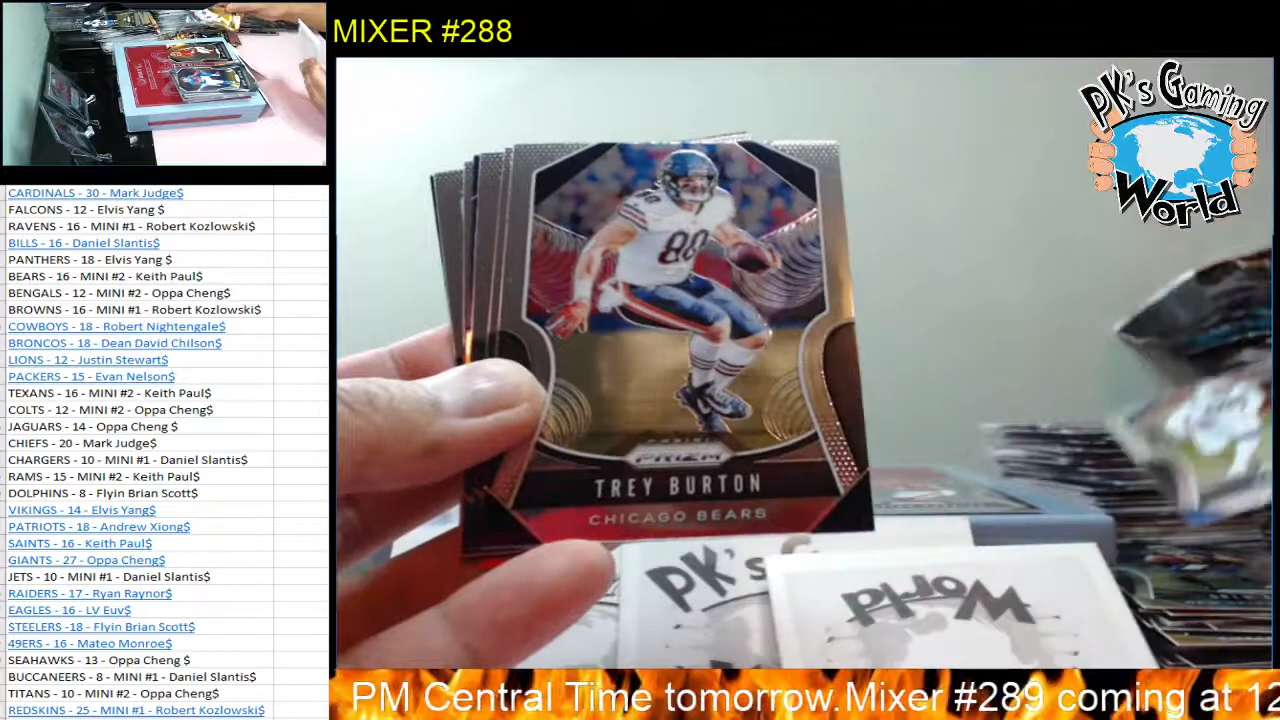 MIXER #288
PK's Gaming
World
CARDINALS - 30 - Mark Judge$
FALCONS - 12 - Elvis Yang $
RAVENS - 16 - MINI #1 - Robert Kozlowski$
BILLS - 16 - Daniel Slantis$
PANTHERS - 18 - Elvis Yang $
BEARS - 16 - MINI #2 - Keith Paul$
BENGALS - 12 - MINI #2 - Oppa Cheng$
BROWNS - 16 - MINI #1 - Robert Kozlowski$
COWBOYS - 18 - Robert Nightengale$
BRONCOS - 18 - Dean David Chilson$
LIONS - 12 - Justin Stewart$
PACKERS - 15 - Evan Nelson$
TEXANS - 16 - MINI #2 - Keith Paul$
COLTS - 12 - MINI #2 - Oppa Cheng$
JAGUARS - 14 - Oppa Cheng $
CHIEFS - 20 - Mark Judge$
CHARGERS - 10 - MINI #1 - Daniel Slantis$
RAMS - 15 - MINI #2 - Keith Paul$
DOLPHINS - 8 - Flyin Brian Scott$
VIKINGS - 14 - Elvis Yang$
PATRIOTS - 18 - Andrew Xiong$
SAINTS - 16 - Keith Paul$
GIANTS - 27 - Oppa Cheng$
JETS - 10 - MINI #1 - Daniel Slantis$
RAIDERS - 17 - Ryan Raynor$
EAGLES - 16 - LV Euv$
STEELERS -18 - Flyin Brian Scott$
49ERS - 16 - Mateo Monroe$
SEAHAWKS - 13 - Oppa Cheng $
BUCCANEERS - 8 - MINI #1 - Daniel Slantis$
TITANS - 10 - MINI #2 - Oppa Cheng$
REDSKINS - 25 - MINI #1 - Robert Kozlowski$
80
88
PANINI
PRIZM
TREY BURTON
CHICAGO BEARS
PK's
World
PM Central Time tomorrow.Mixer #289 coming at 12